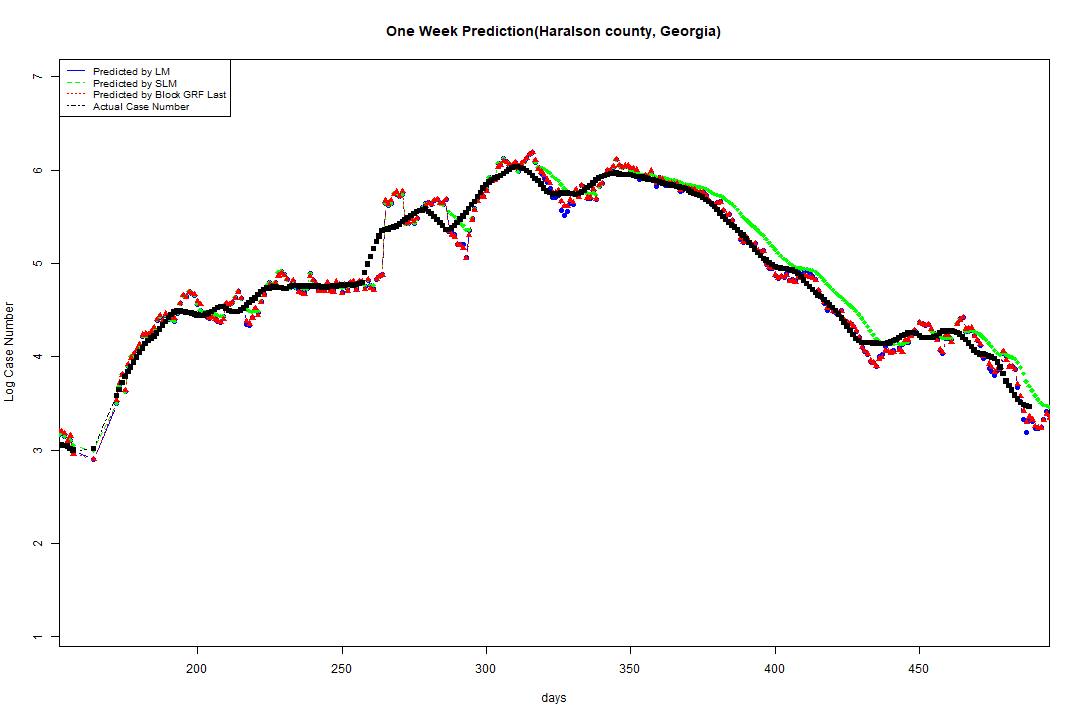 One Week Prediction(Haralson county, Georgia)
Predicted by LM
Predicted by SLM
Predicted by Block GRF Last
Actual Case Number
7
6
5
4
3
2
1
Log Case Number
200 250 300 350 400 450
days